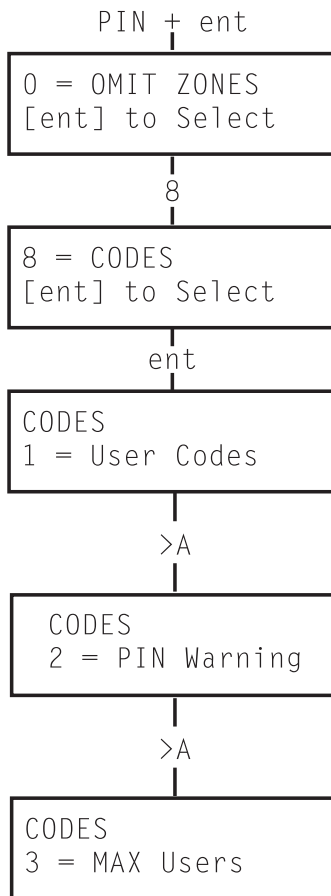 PIN + ent
0 = OMIT ZONES
[ent] to Select
8
8 = CODES
[ent] to Select
ent
CODES
1 = User Codes
>A
CODES
2 = PIN Warning
>A
CODES
3 = MAX Users